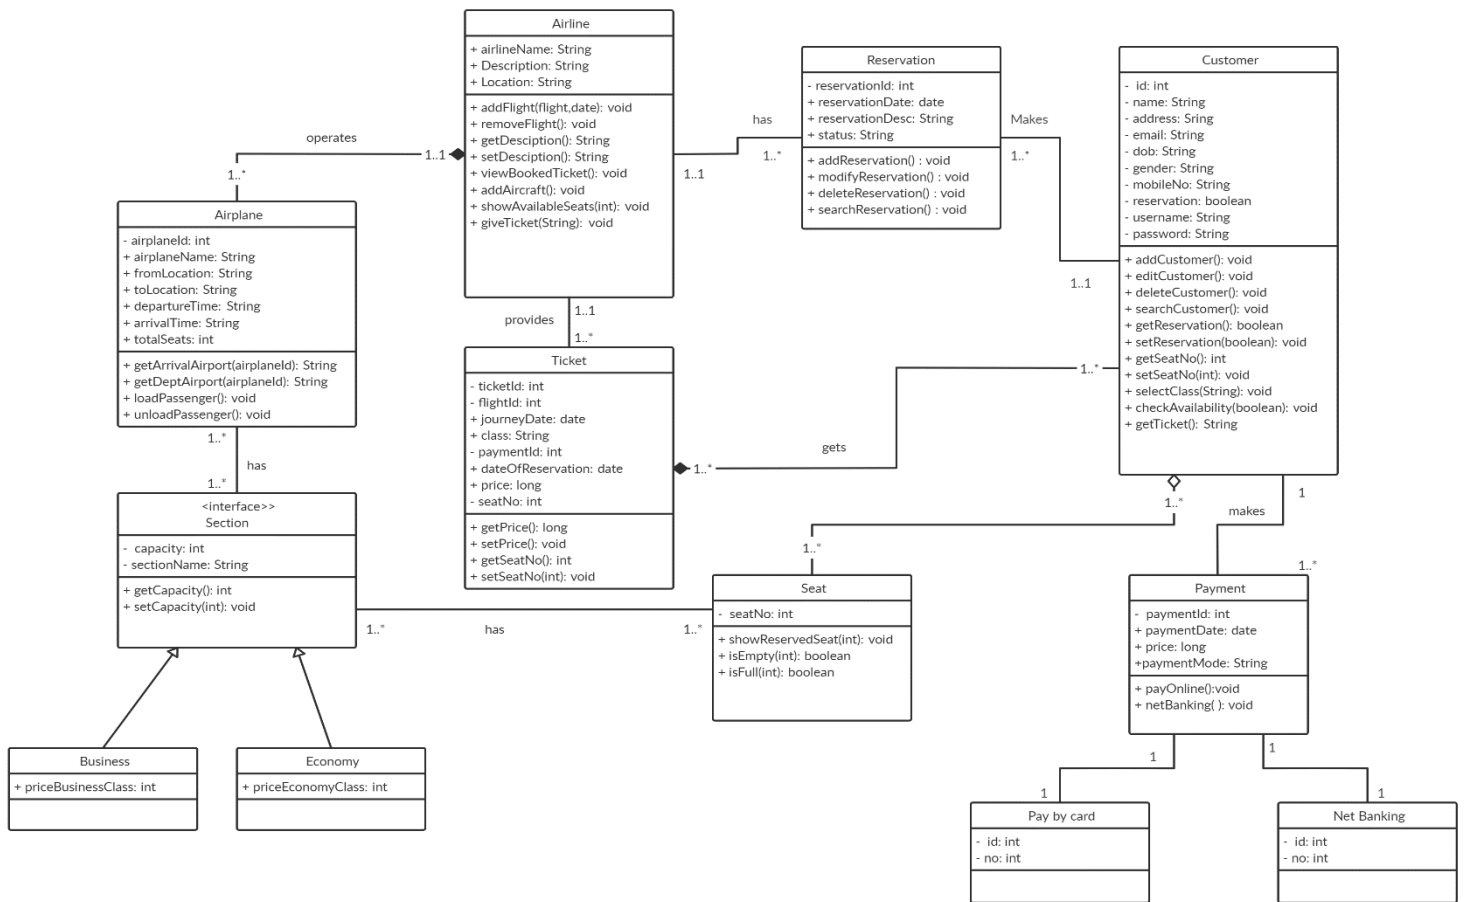 Airline
+ airlineName: String
+ Description: String
+ Location: String
+ addFlight(flight,date): void
+ removeFlight(): void
+ getDesciption(): String
+ setDesciption(): String
+ viewBookedTicket(): void
+ addAircraft(): void
+ showAvailableSeats(int): void
+ giveTicket(String): void
operates
1..1
1..*
has
1..1
1..*
Reservation
- reservationId: int
+ reservationDate: date
+ reservationDesc: String
+ status: String
+ addReservation() : void
+ modifyReservation() : void
+ deleteReservation() : void
+ searchReservation() : void
Makes
1..*
1..1
Customer
- id: int
- name: String
- address: Sring
- email: String
- dob: String
- gender: String
- mobileNo: String
- reservation: boolean
- username: String
- password: String
+ addCustomer(): void
+ editCustomer(): void
+ deleteCustomer(): void
+ searchCustomer(): void
+ getReservation(): boolean
+ setReservation(boolean): void
+ getSeatNo(): int
+ setSeatNo(int): void
+ selectClass(String): void
+ checkAvailability(boolean): void
+ getTicket(): String
Airplane
- airplaneId: int
+ airplaneName: String
+ fromLocation: String
+ toLocation: String
+ departureTime: String
+ arrivalTime: String
+ totalSeats: int
+ getArrivalAirport(airplaneId): String
+ getDeptAirport(airplaneId): String
+ loadPassenger(): void
+ unloadPassenger(): void
provides
1..1
1..*
Ticket
- ticketId: int
- flightId: int
+ journeyDate: date
+ class: String
- paymentId: int
+ dateOfReservation: date
+ price: long
- seatNo: int
+ getPrice(): long
+ setPrice(): void
+ getSeatNo(): int
+ setSeatNo(int): void
1..*
gets
1..*
1..*
has
1..*
<interface>>
Section
- capacity: int
- sectionName: String
+ getCapacity(): int
+ setCapacity(int): void
1..*
has
1..*
1..*
1..*
Seat
- seatNo: int
+ showReservedSeat(int): void
+ isEmpty(int): boolean
+ isFull(int): boolean
1
makes
1..*
Payment
- paymentId: int
+ paymentDate: date
+ price: long
+paymentMode: String
+ payOnline():void
+ netBanking( ): void
Business
+ priceBusinessClass: int
Economy
+ priceEconomyClass: int
1
1
1
1
Pay by card
- id: int
- no: int
Net Banking
- id: int
- no: int